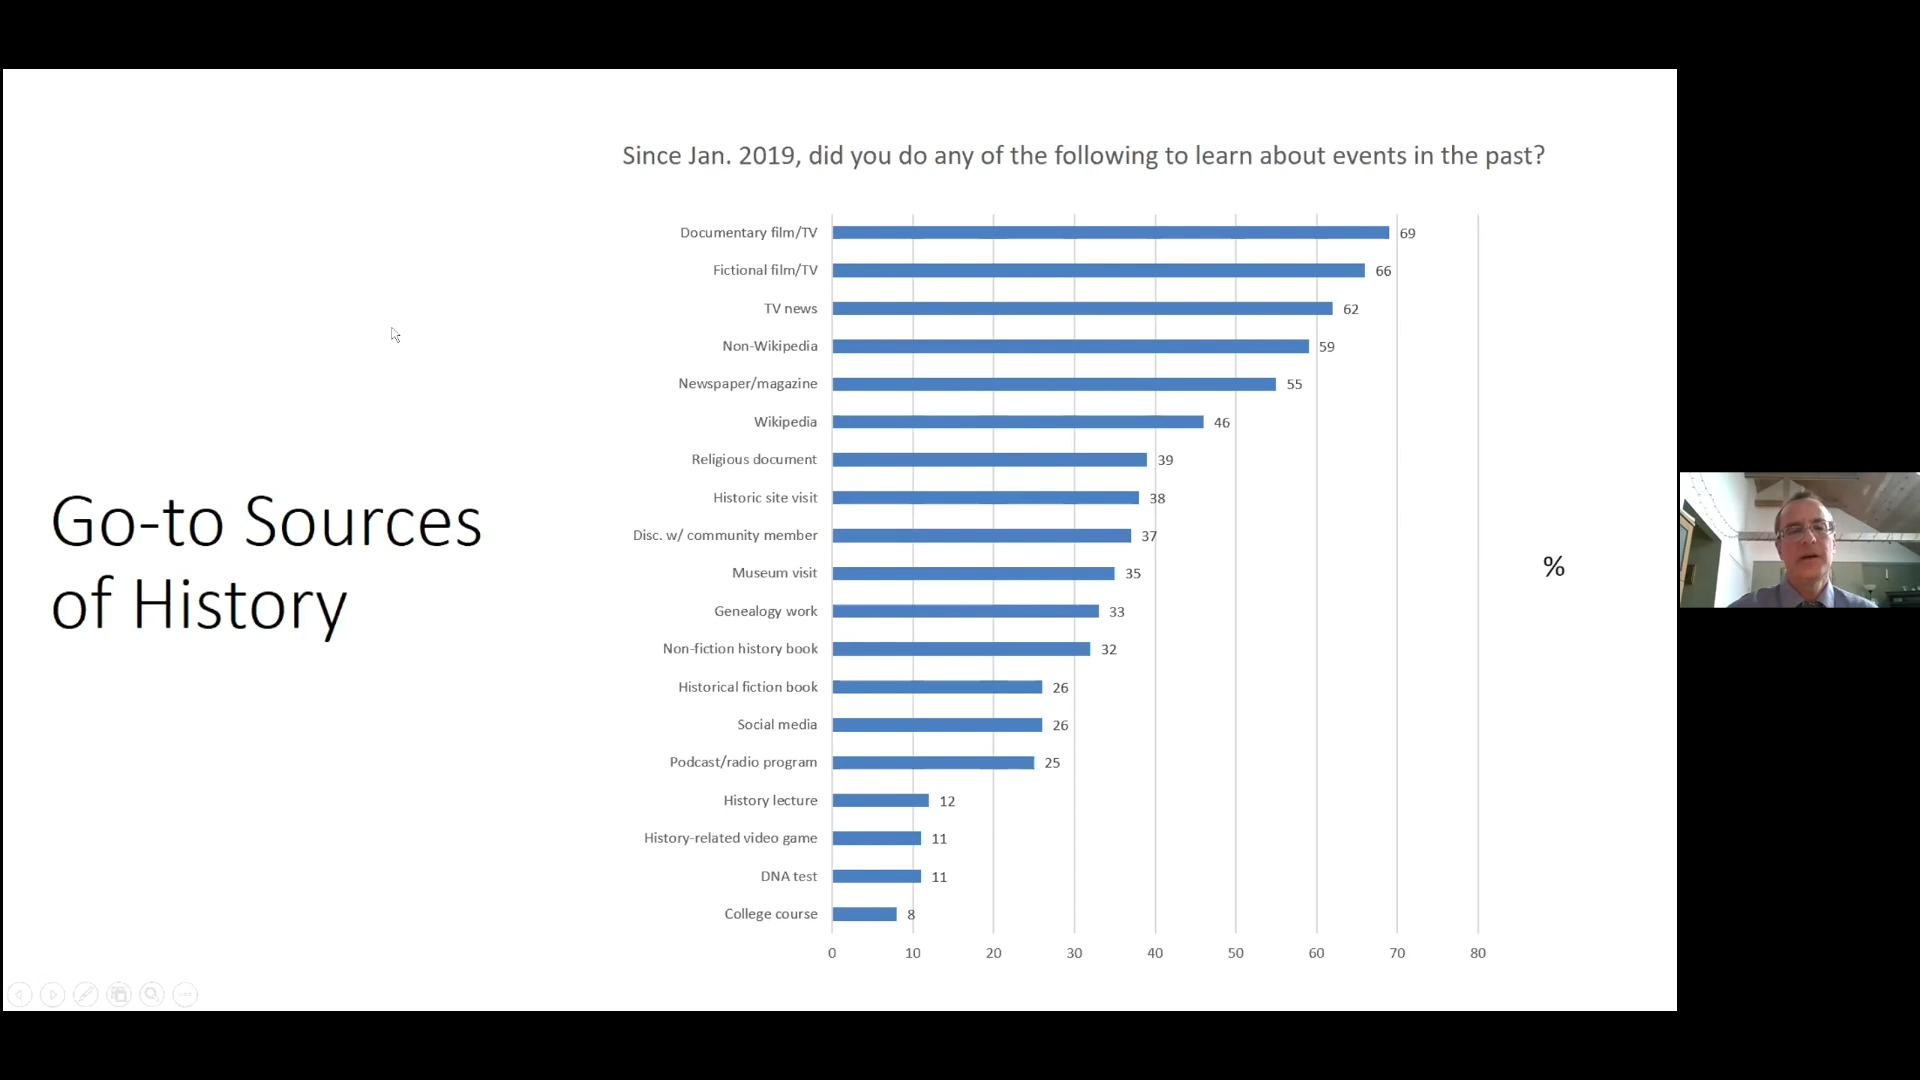 Since Jan. 2019, did you do any of the following to learn about events in the past?
Go-to Sources
of History
Documentary film/TV 69
Fictional film/TV 66
TV news 62
Non-Wikipedia 59
Newspaper/magazine 55
Wikipedia 46
Religious document 39
Historic site visit 38
Disc. w/ community member 37
Museum visit 35
Genealogy work 33
Non-fiction history book 32
Historical fiction book 26
Social media 26
Podcast/radio program 25
History lecture 12
History-related video game 11
DNA test 11
College course 8
0 10 20 30 40 50 60 70 80
%